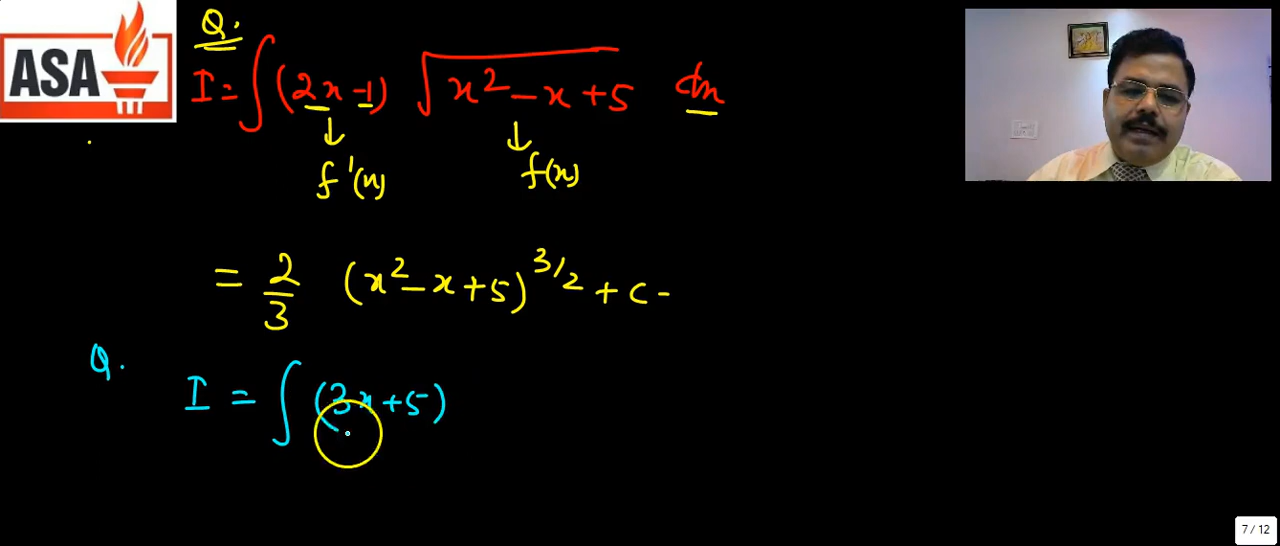 ASA
Q.
I = ∫ (2x - 1) √(x² - x + 5) dx
↓ ↓
f'(x) f(x)
= 2/3 (x² - x + 5)^3/2 + c -
Q.
I = ∫ (3x + 5)
7 / 12